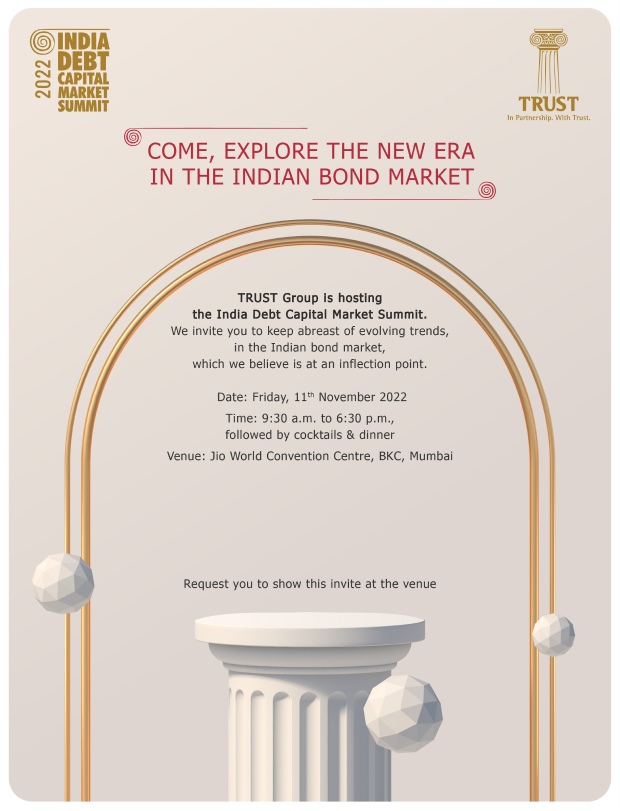 2022
INDIA
DEBT
CAPITAL
MARKET
SUMMIT
TRUST
In Partnership. With Trust.
COME, EXPLORE THE NEW ERA
IN THE INDIAN BOND MARKET
TRUST Group is hosting
the India Debt Capital Market Summit.
We invite you to keep abreast of evolving trends,
in the Indian bond market,
which we believe is at an inflection point.
Date: Friday, 11th November 2022
Time: 9:30 a.m. to 6:30 p.m.,
followed by cocktails & dinner
Venue: Jio World Convention Centre, BKC, Mumbai
Request you to show this invite at the venue